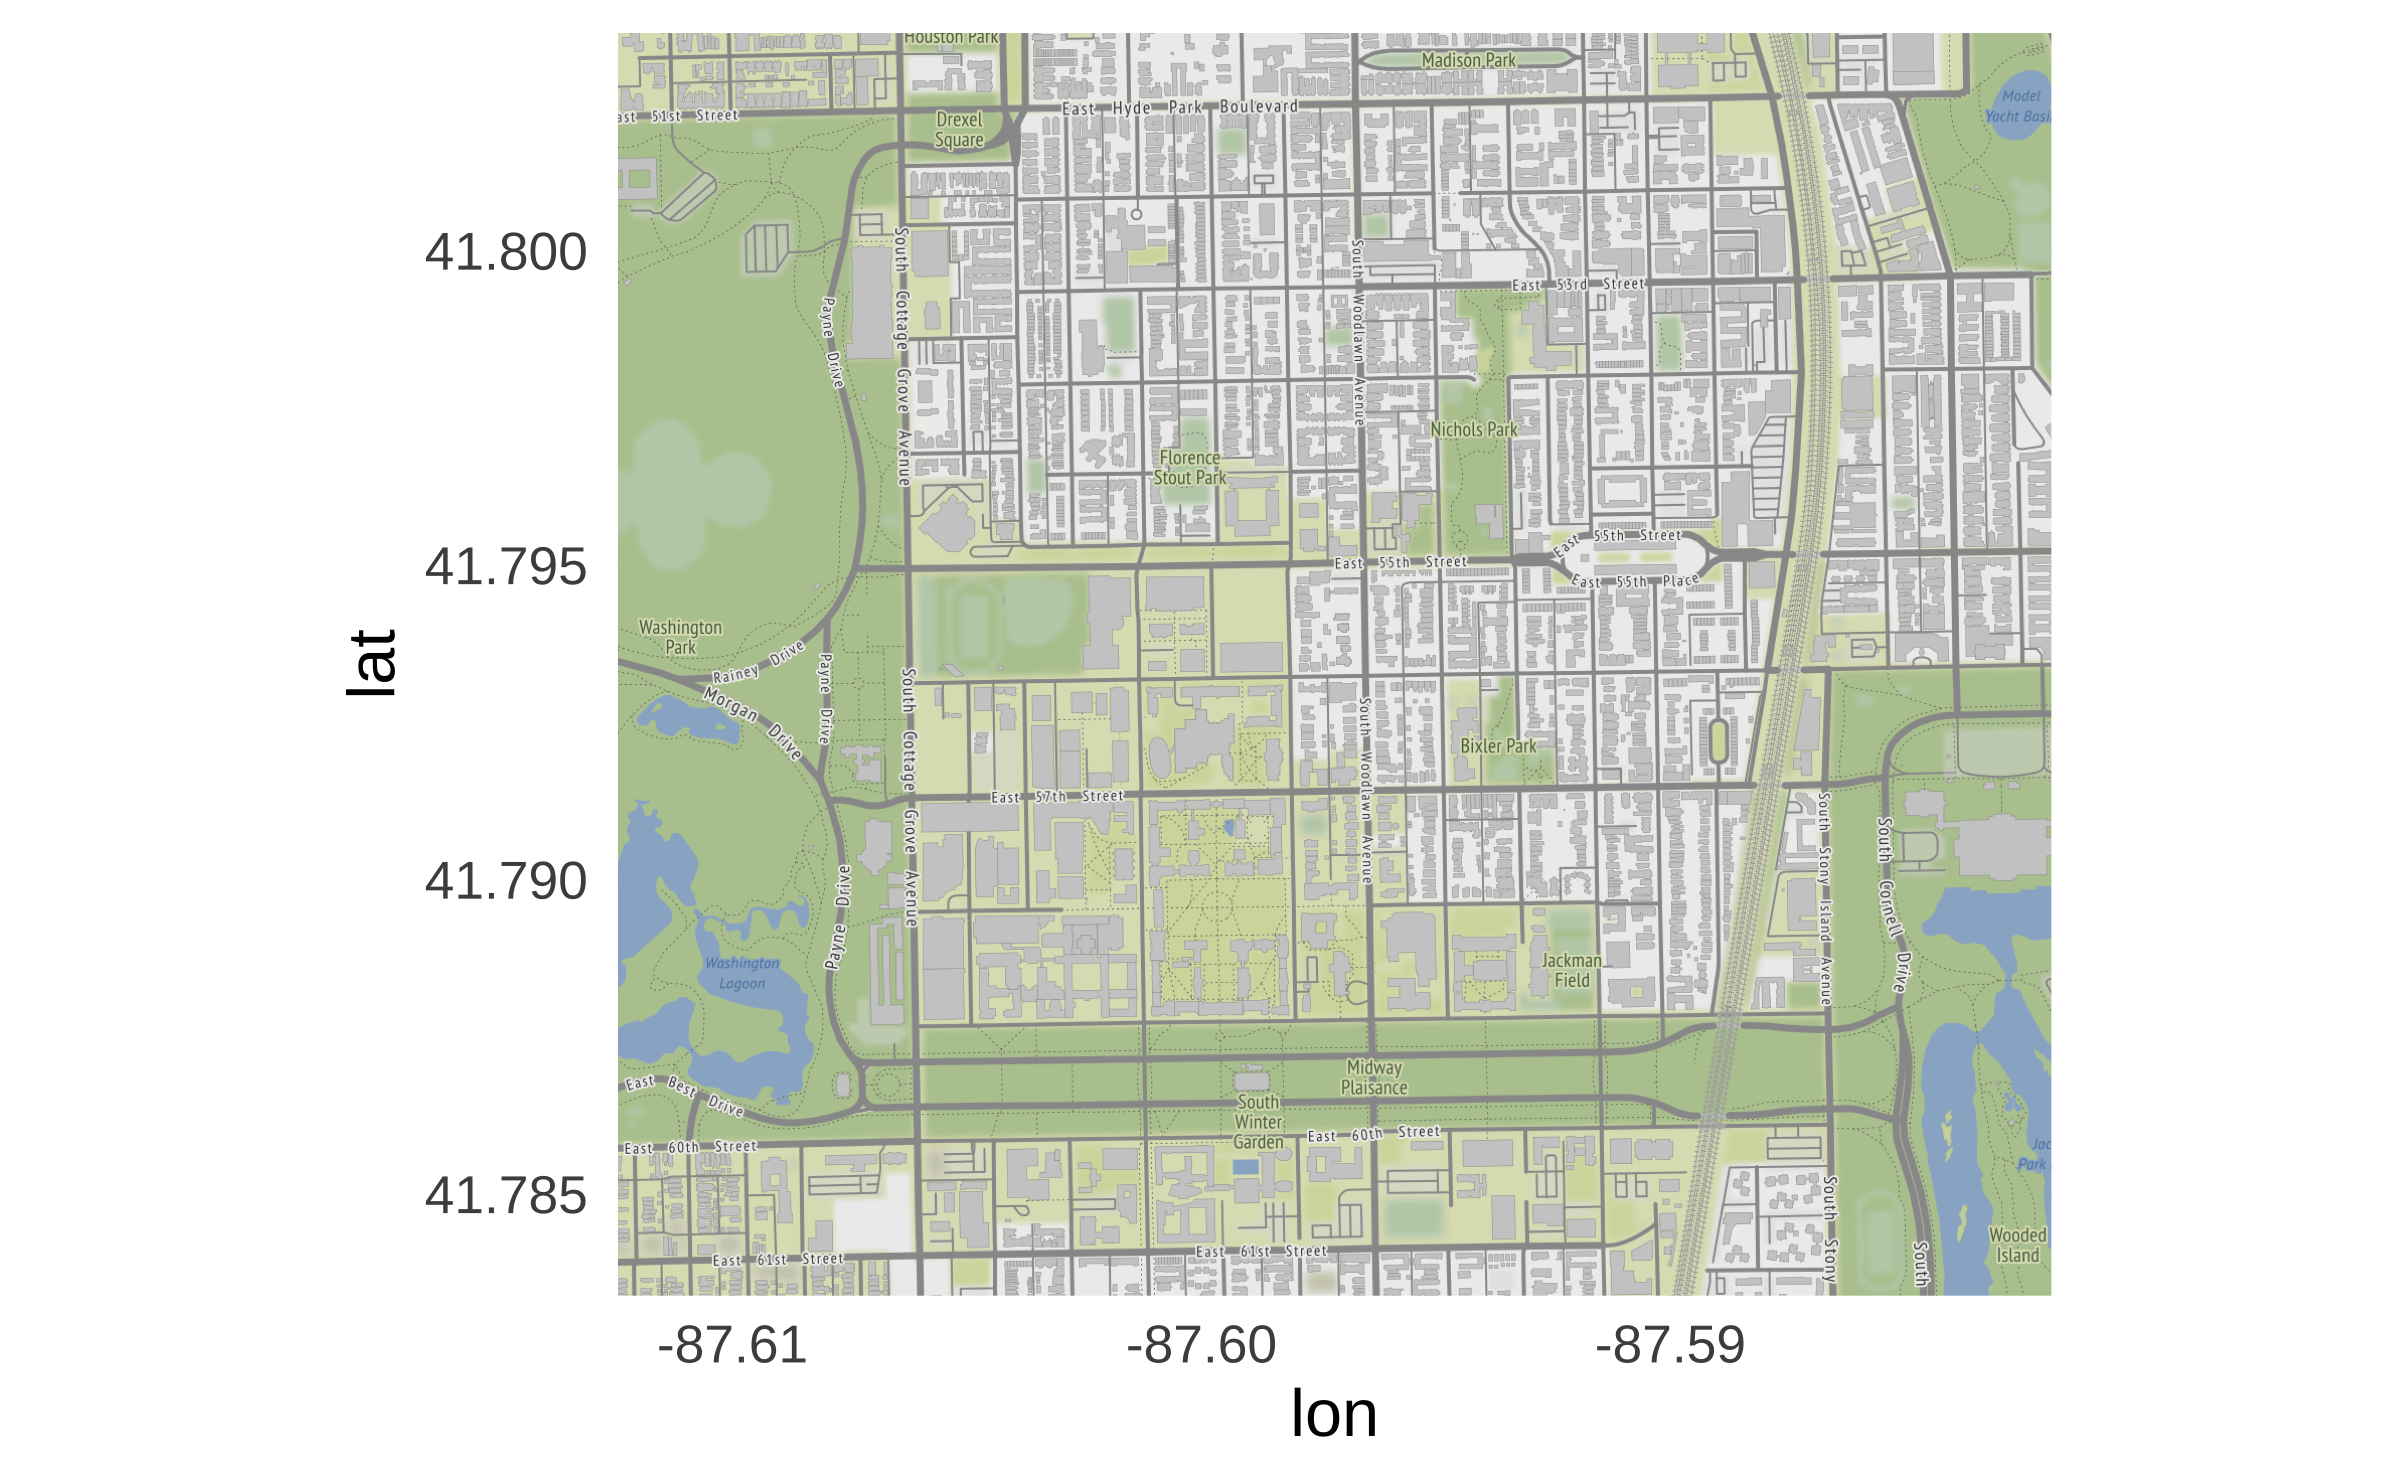 Houston Park
Madison Park
Model
Yacht Basi
East Hyde Park Boulevard
ast 51st Street
Drexel
Square
South Cottage Grove Avenue
South Woodlawn Avenue
East 53rd Street
41.800
Payne Drive
Nichols Park
Florence
Stout Park
East 55th Street
East 55th Street
East 55th Place
41.795
Washington
Park
Rainey Drive
Payne Drive
Morgan Drive
South Cottage Grove Avenue
South Woodlawn Avenue
Bixler Park
East 57th Street
lat
41.790
Payne Drive
South Stony Island Avenue
South Cornell Drive
Washington
Lagoon
Jackman
Field
Midway
Plaisance
East Best Drive
South
Winter
Garden
East 60th Street
East 60th Street
Jac
Park
41.785
South Stony
South
Wooded
Island
East 61st Street
East 61st Street
-87.61
-87.60
-87.59
lon